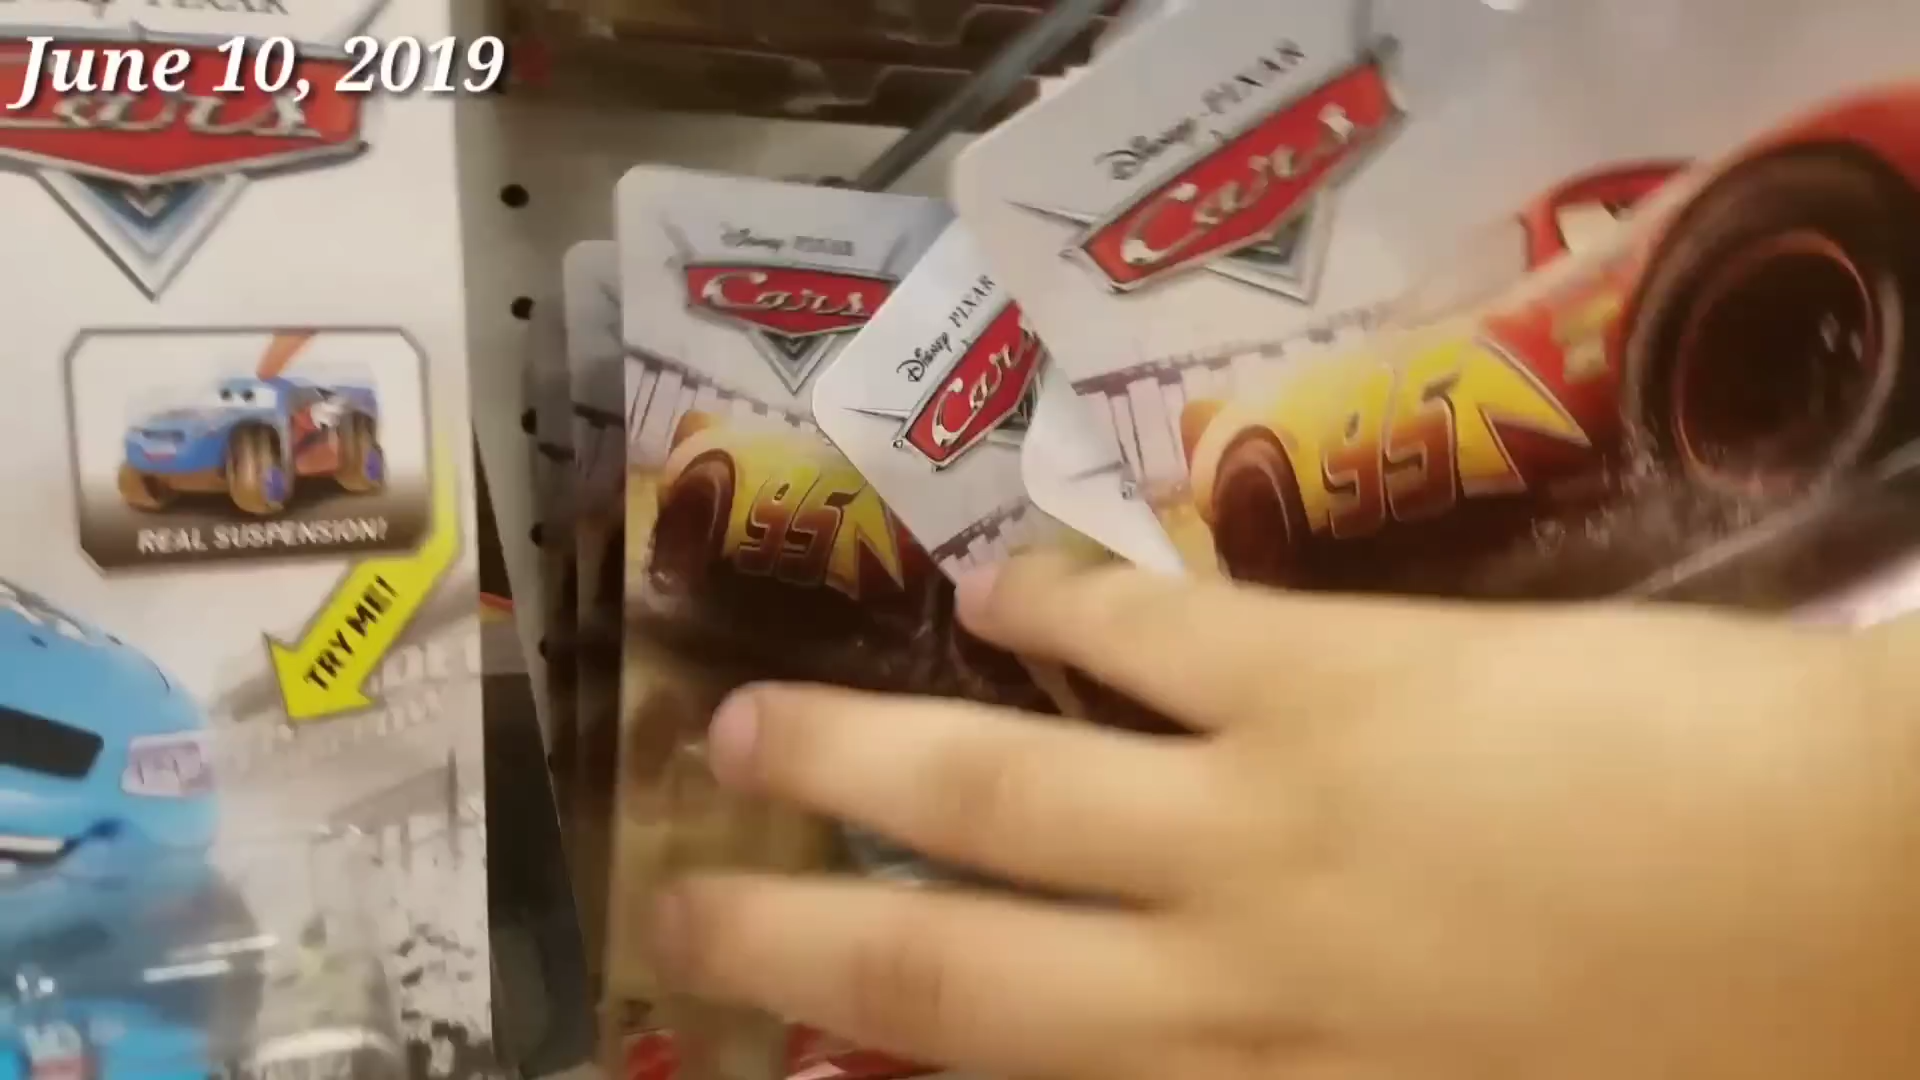 June 10, 2019
PIXAR
Cars
REAL SUSPENSION!
TRY ME!
Disney PIXAR
Cars
95
Disney PIXAR
Cars
Disney·PIXAR
Cars
95